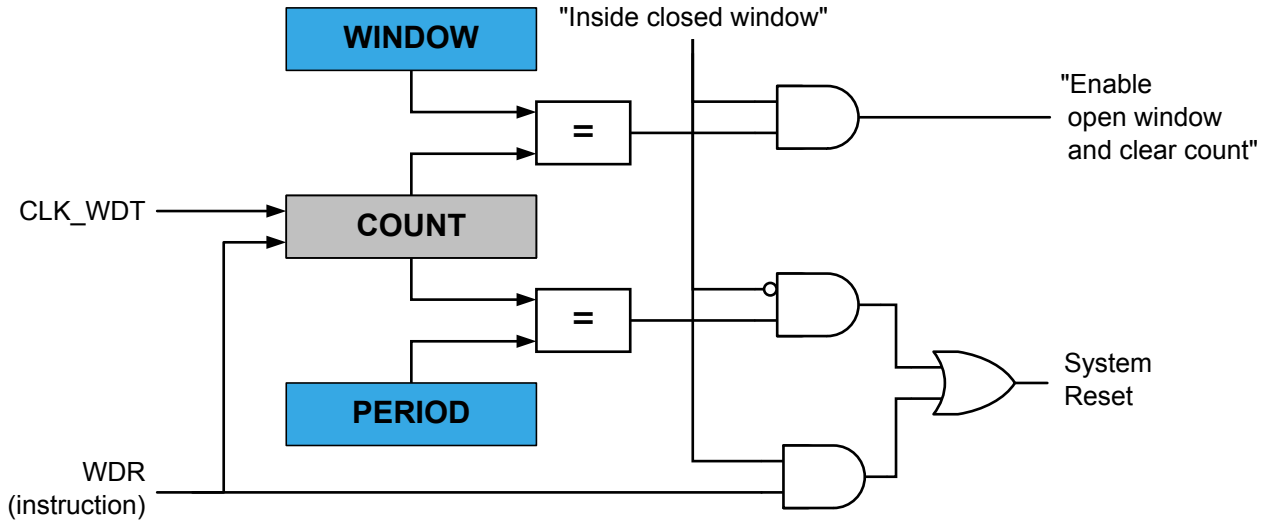 WINDOW
"Inside closed window"
"Enable
open window
and clear count"
=
CLK_WDT
COUNT
=
PERIOD
System
Reset
WDR
(instruction)